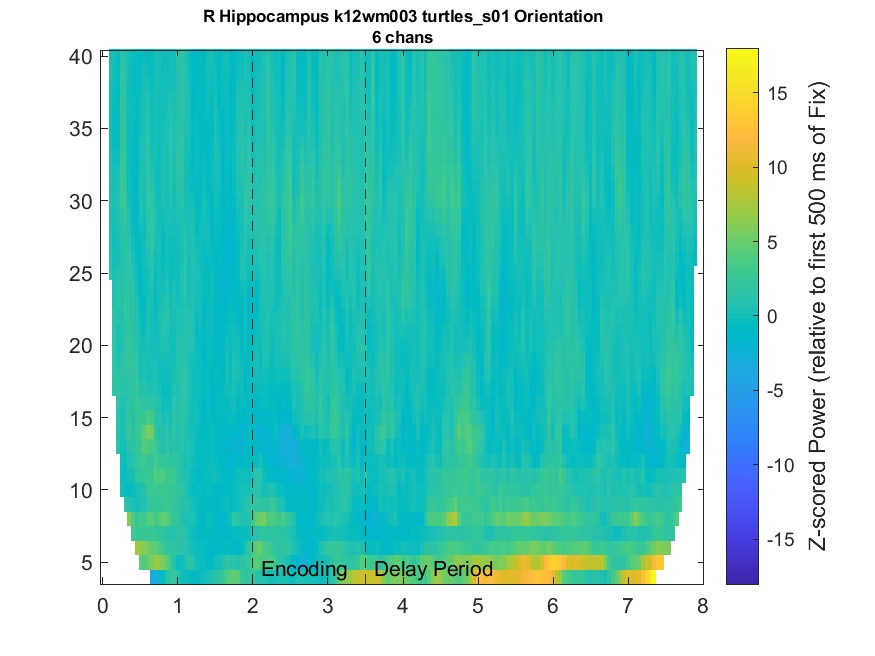 R Hippocampus k12wm003 turtles_s01 Orientation
6 chans
40
35
30
25
20
15
10
5
Encoding
Delay Period
0 1 2 3 4 5 6 7 8
15
10
5
0
-5
-10
-15
Z-scored Power (relative to first 500 ms of Fix)